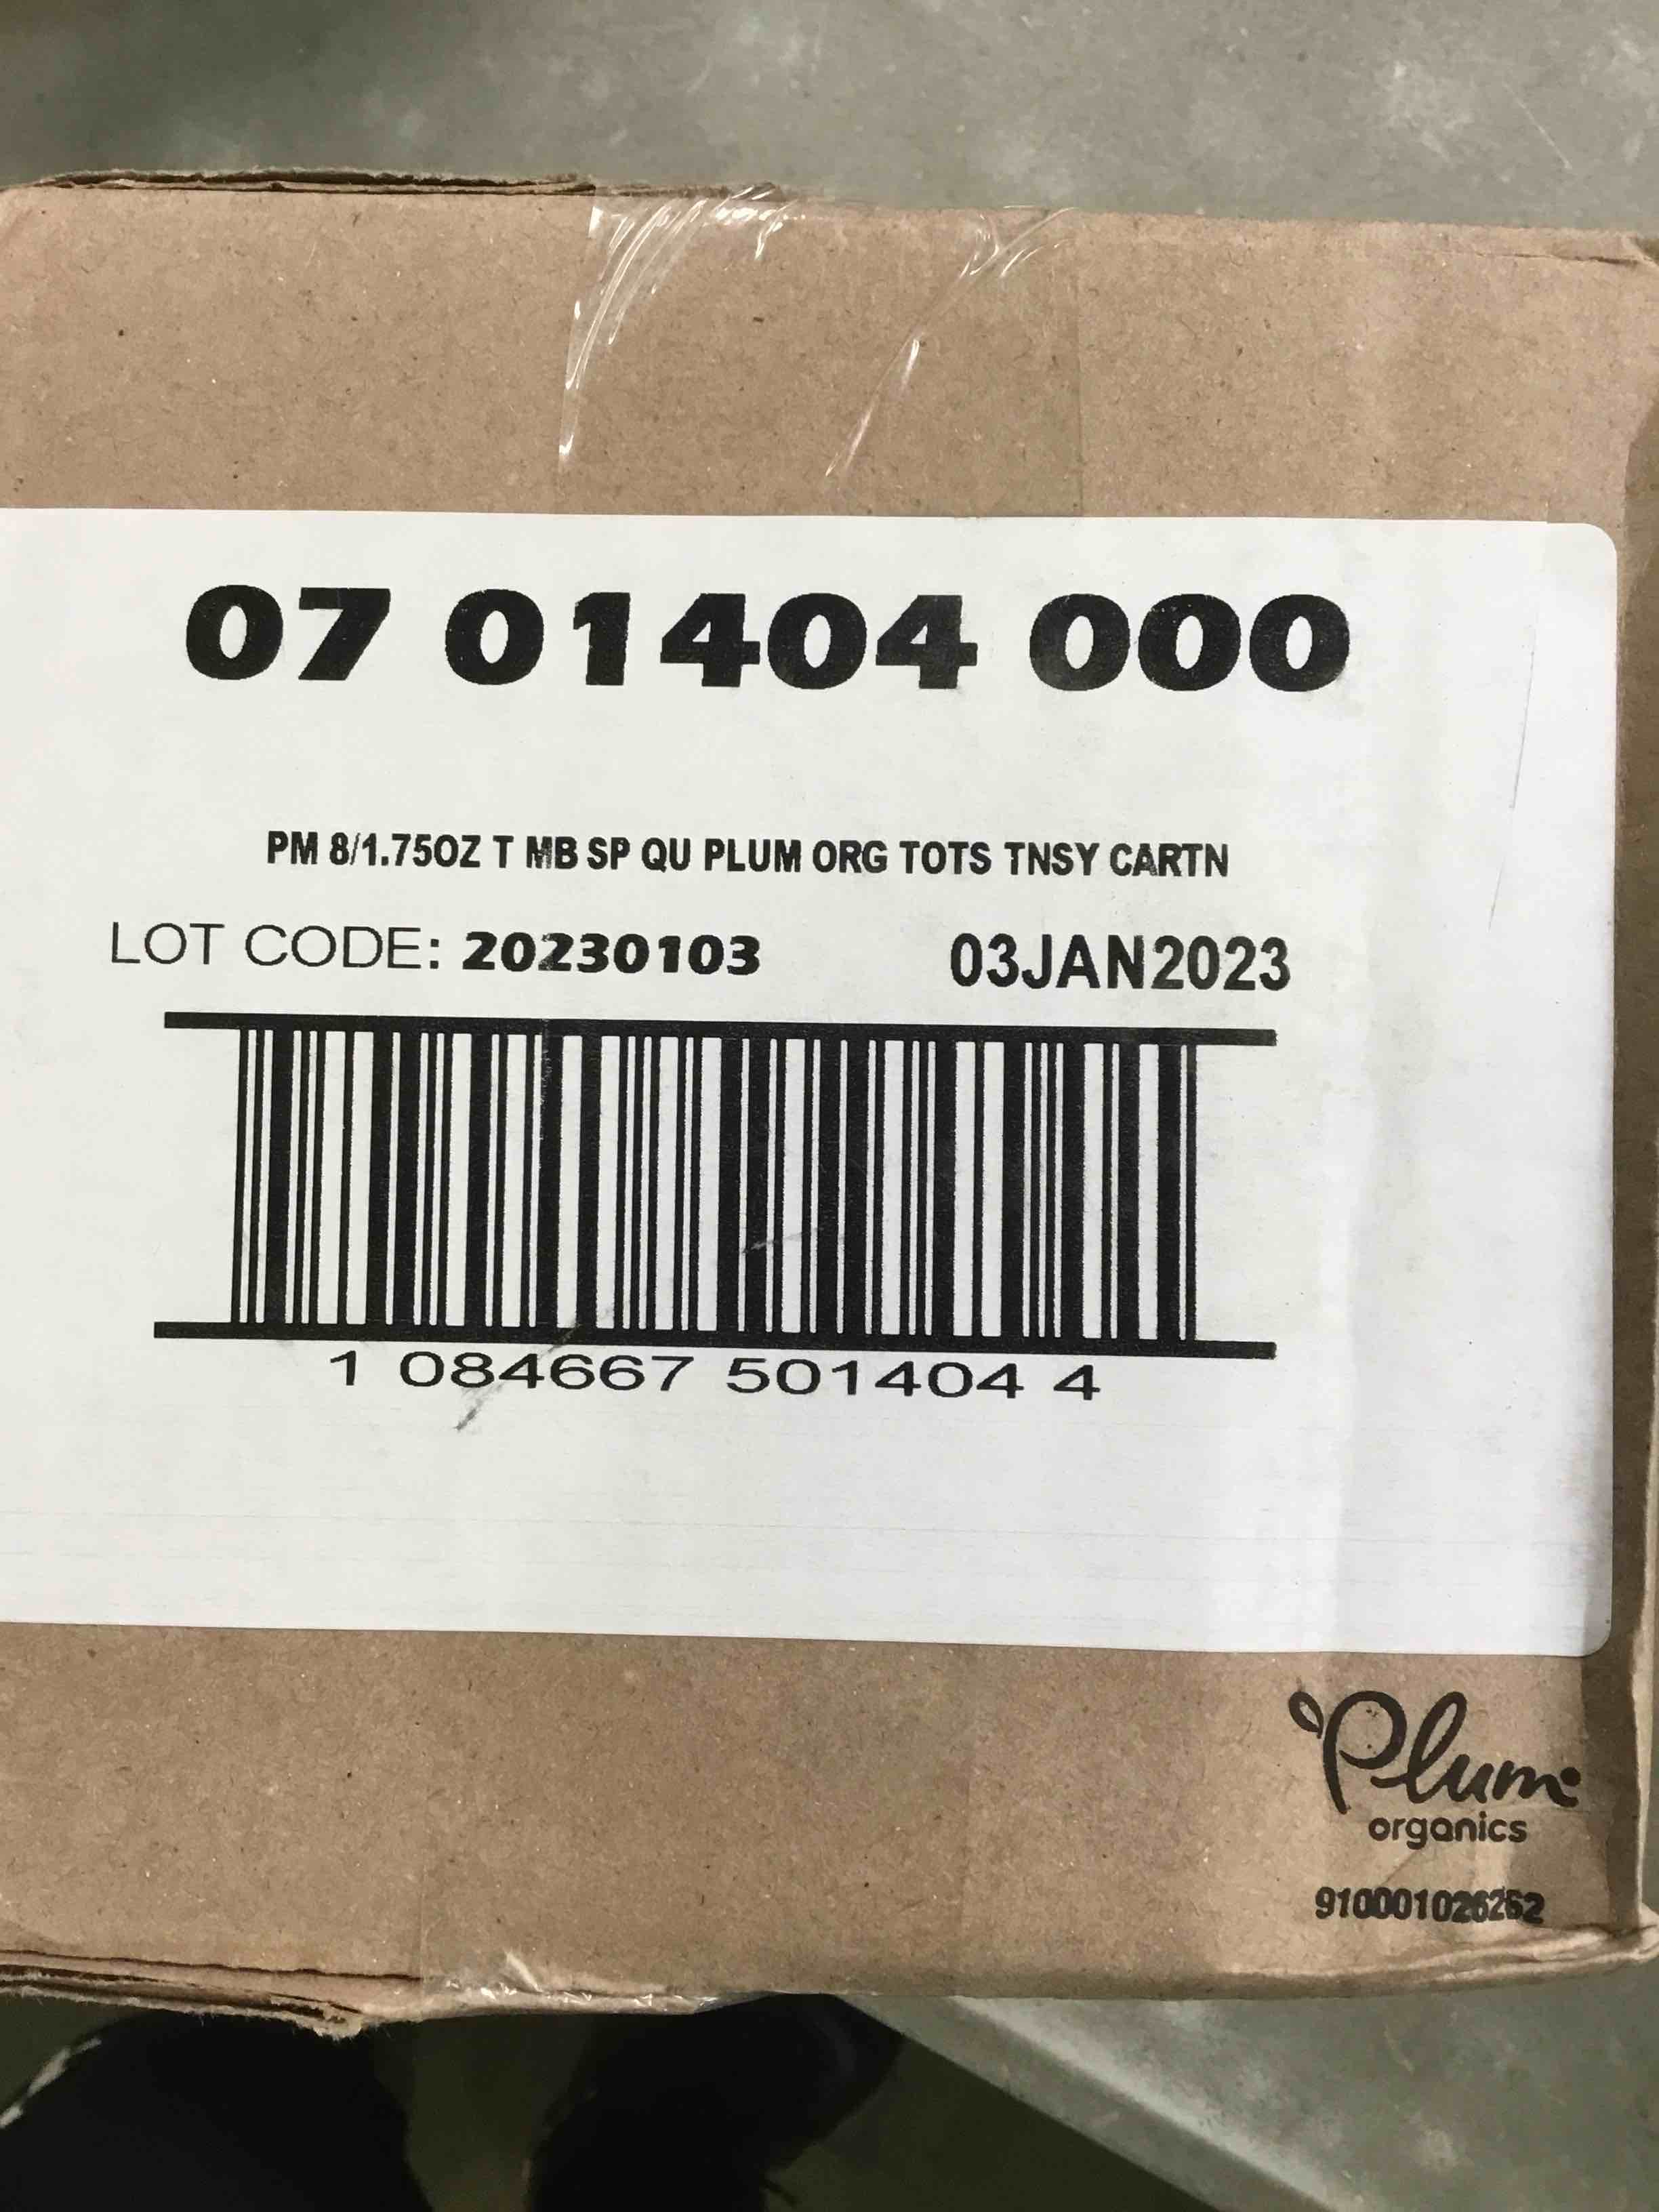 07 01404 000
PM 8/1.75OZ T MB SP QU PLUM ORG TOTS TNSY CARTN
LOT CODE: 20230103 03JAN2023
1 084667 501404 4
Plum
organics
910001026262